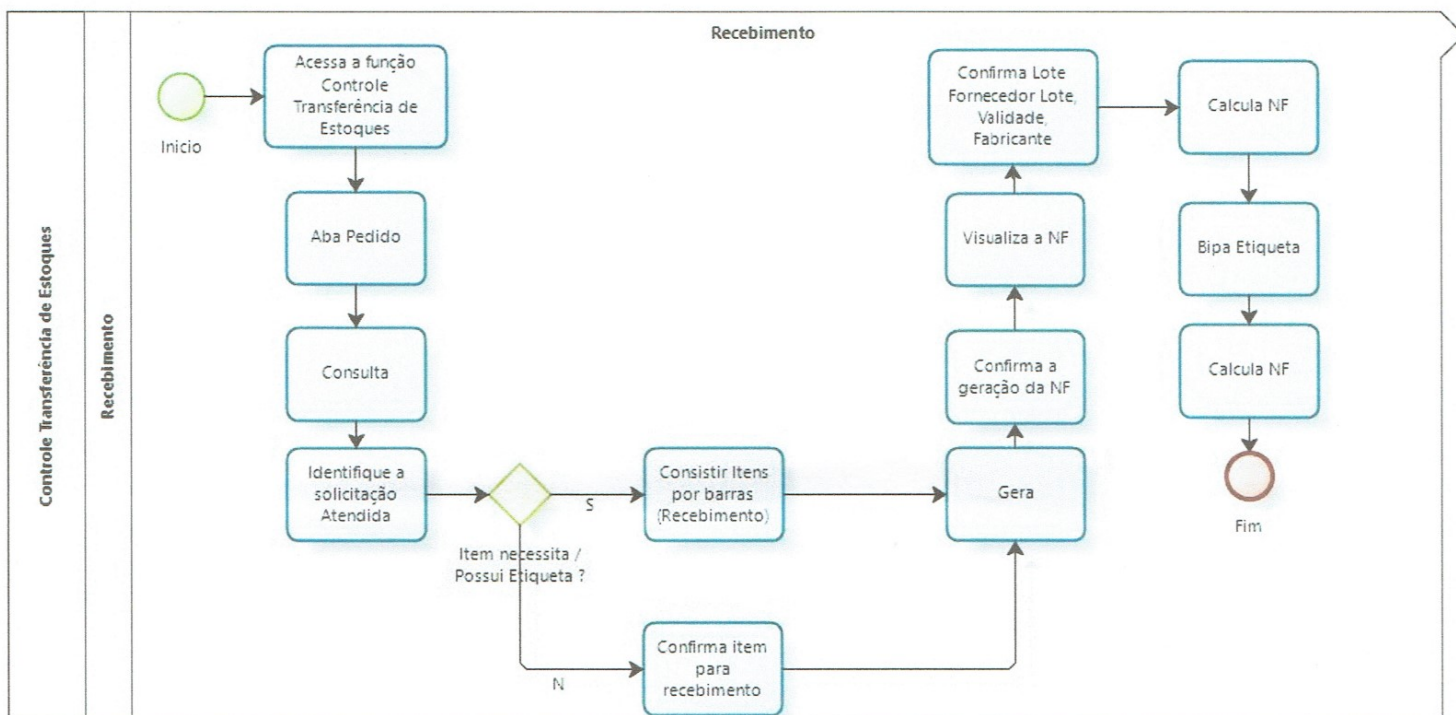 Recebimento
Controle Transferência de Estoques
Recebimento
Inicio
Acessa a função
Controle
Transferência de
Estoques
Aba Pedido
Consulta
Identifique a
solicitação
Atendida
Item necessita /
Possui Etiqueta ?
S
N
Consistir Itens
por barras
(Recebimento)
Confirma item
para
recebimento
Gera
Confirma a
geração da NF
Visualiza a NF
Confirma Lote
Fornecedor Lote,
Validade,
Fabricante
Calcula NF
Bipa Etiqueta
Calcula NF
Fim